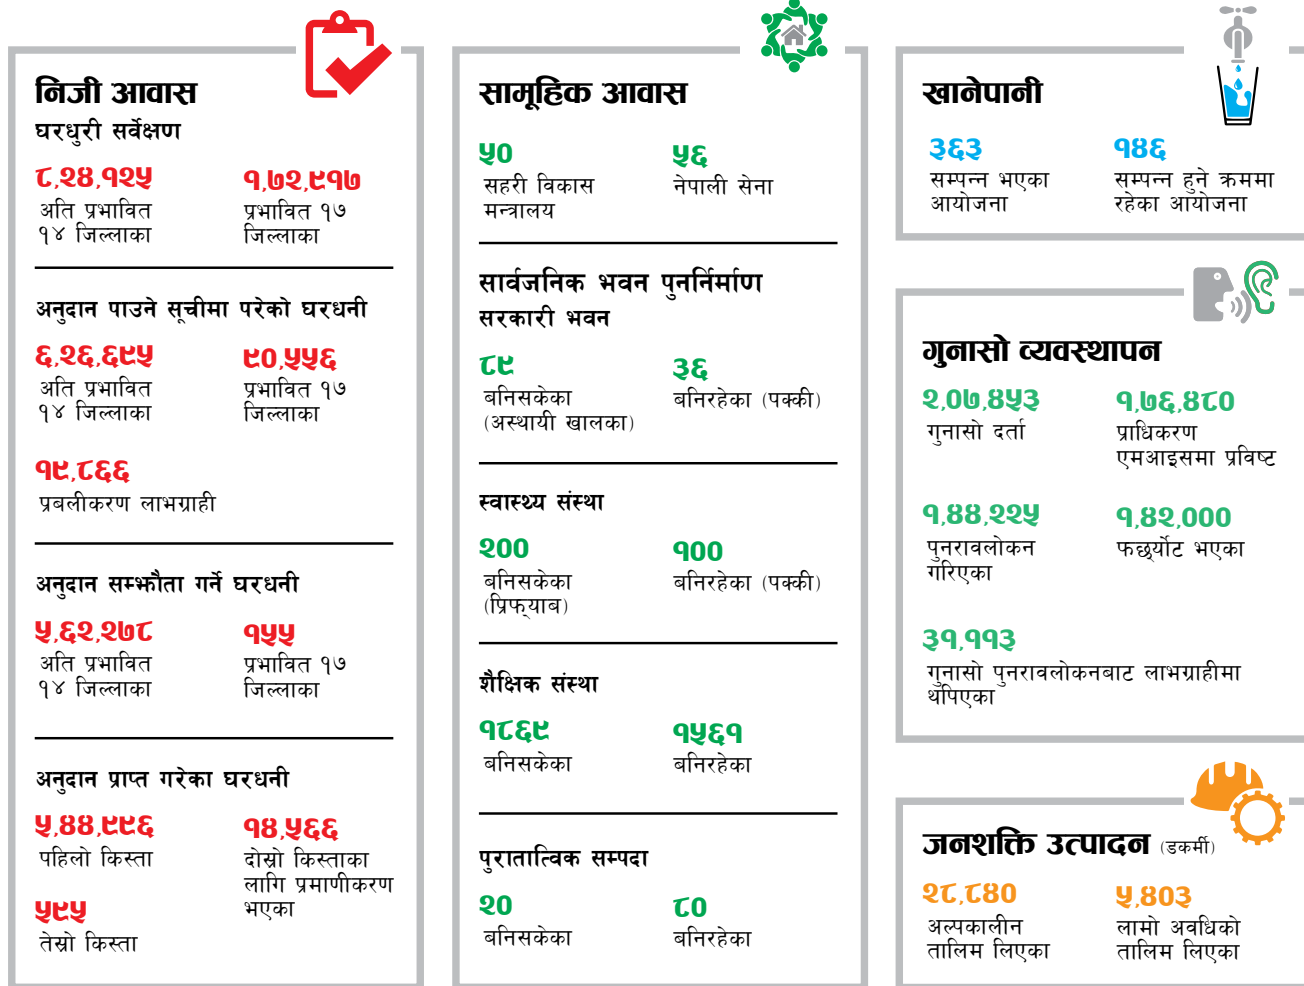 निजी आवास
घरधुरी सर्वेक्षण
८,२४,१२५
अति प्रभावित
१४ जिल्लाका
१,७२,९१७
प्रभावित १७
जिल्लाका
अनुदान पाउने सूचीमा परेको घरधनी
६,२६,६९५
अति प्रभावित
१४ जिल्लाका
९०,५५६
प्रभावित १७
जिल्लाका
१९,८६६
प्रबलीकरण लाभग्राही
अनुदान सम्झौता गर्ने घरधनी
५,६२,२७८
अति प्रभावित
१४ जिल्लाका
१५५
प्रभावित १७
जिल्लाका
अनुदान प्राप्त गरेका घरधनी
५,४४,९९६
पहिलो किस्ता
१४,५६६
दोस्रो किस्ताका
लागि प्रमाणीकरण
भएका
५९५
तेस्रो किस्ता
सामूहिक आवास
५०
सहरी विकास
मन्त्रालय
५६
नेपाली सेना
सार्वजनिक भवन पुनर्निर्माण
सरकारी भवन
८९
बनिसकेका
(अस्थायी खालका)
३६
बनिरहेका (पक्की)
स्वास्थ्य संस्था
२००
बनिसकेका
(प्रिफ्याब)
१००
बनिरहेका (पक्की)
शैक्षिक संस्था
१८६९
बनिसकेका
१५६१
बनिरहेका
पुरातात्विक सम्पदा
२०
बनिसकेका
८०
बनिरहेका
खानेपानी
३६३
सम्पन्न भएका
आयोजना
१४६
सम्पन्न हुने क्रममा
रहेका आयोजना
गुनासो व्यवस्थापन
२,०७,४५३
गुनासो दर्ता
१,७६,४८०
प्राधिकरण
एमआइसमा प्रविष्ट
१,४४,२२५
पुनरावलोकन
गरिएका
१,४२,०००
फछ्र्योट भएका
३१,११३
गुनासो पुनरावलोकनबाट लाभग्राहीमा
थपिएका
जनशक्ति उत्पादन (डकर्मी)
२८,८४०
अल्पकालीन
तालिम लिएका
५,४०३
लामो अवधिको
तालिम लिएका